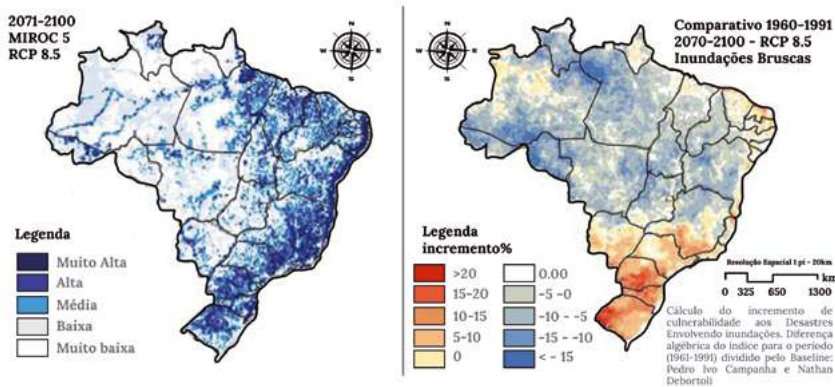 2071-2100
MIROC 5
RCP 8.5
N
W
E
S
Legenda
Muito Alta
Alta
Média
Baixa
Muito baixa
N
W
E
S
Comparativo 1960-1991
2070-2100 - RCP 8.5
Inundações Bruscas
Legenda
incremento%
>20
15-20
10-15
5-10
0
0.00
-5 -0
-10 - -5
-15 - -10
< - 15
Resolução Espacial 1 pi - 20km
km
0 325 650 1300
Cálculo do incremento de
culnerabilidade aos Desastres
Envolvendo inundações. Diferença
algébrica do índice para o período
(1961-1991) dividido pelo Baseline:
Pedro Ivo Campanha e Nathan
Debortoli